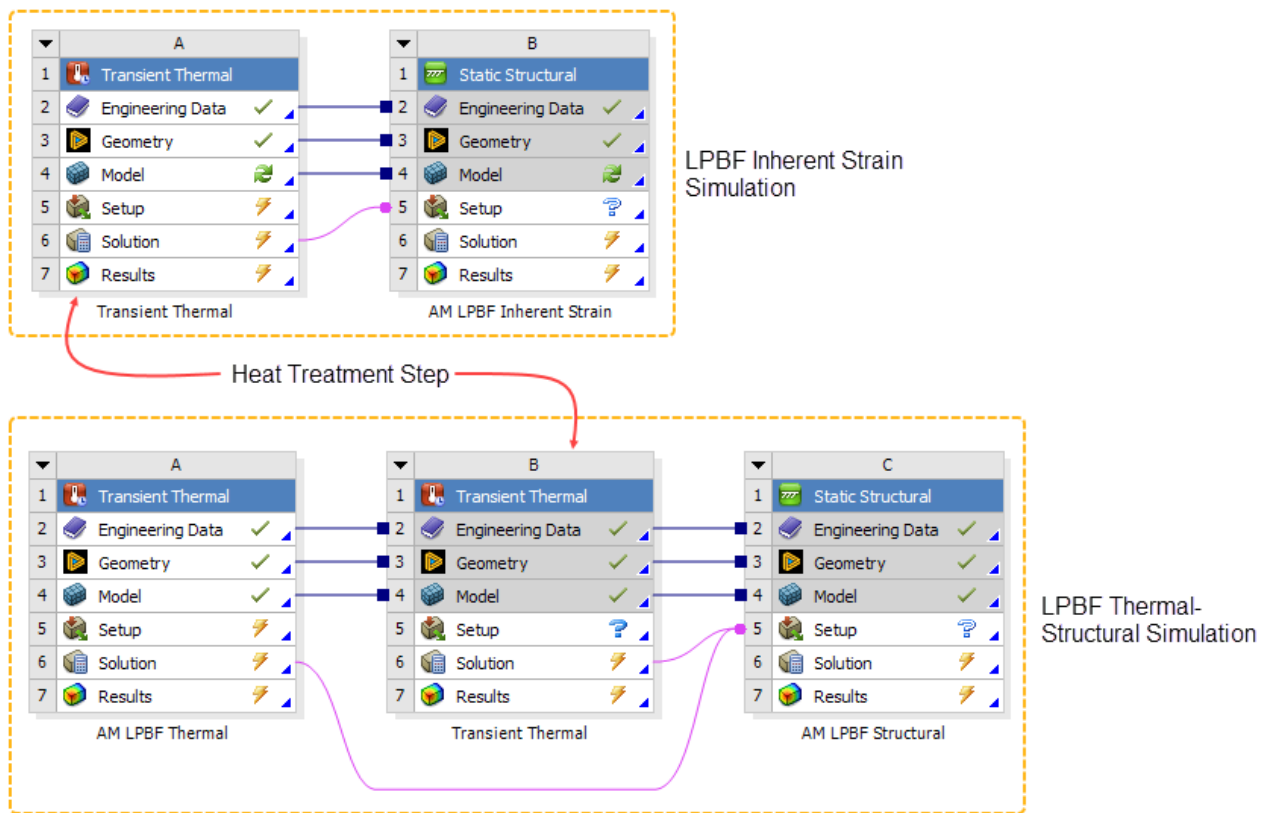 A
1 Transient Thermal
2 Engineering Data
3 Geometry
4 Model
5 Setup
6 Solution
7 Results
Transient Thermal
B
1 Static Structural
2 Engineering Data
3 Geometry
4 Model
5 Setup
6 Solution
7 Results
AM LPBF Inherent Strain
LPBF Inherent Strain
Simulation
Heat Treatment Step
A
1 Transient Thermal
2 Engineering Data
3 Geometry
4 Model
5 Setup
6 Solution
7 Results
AM LPBF Thermal
B
1 Transient Thermal
2 Engineering Data
3 Geometry
4 Model
5 Setup
6 Solution
7 Results
Transient Thermal
C
1 Static Structural
2 Engineering Data
3 Geometry
4 Model
5 Setup
6 Solution
7 Results
AM LPBF Structural
LPBF Thermal-
Structural Simulation